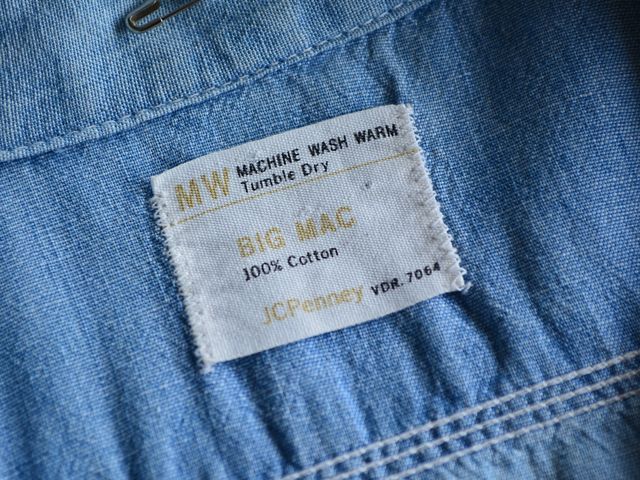 MW MACHINE WASH WARM
Tumble Dry
BIG MAC
100% Cotton
JCPenney VDR. 7064